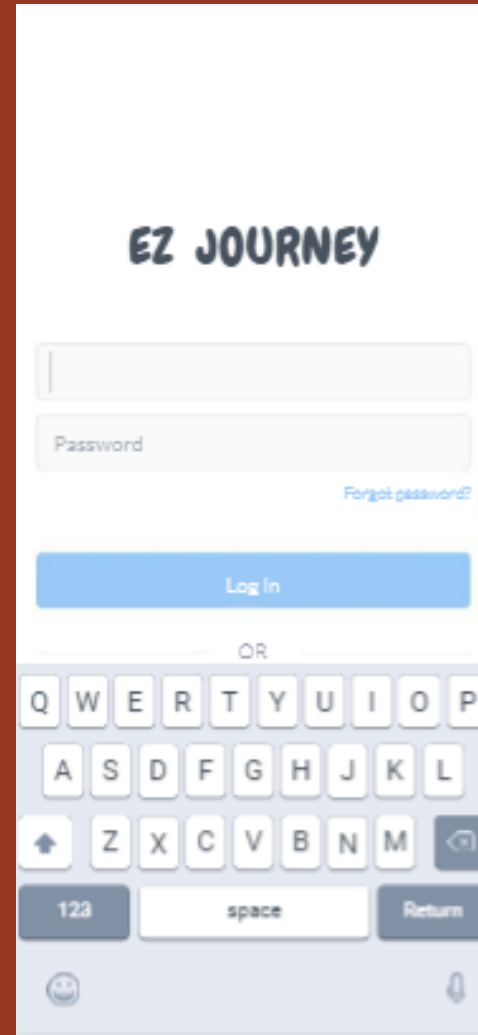 EZ JOURNEY
Password
Forgot password?
Log In
OR
Q W E R T Y U I O P
A S D F G H J K L
Z X C V B N M
123 space Return